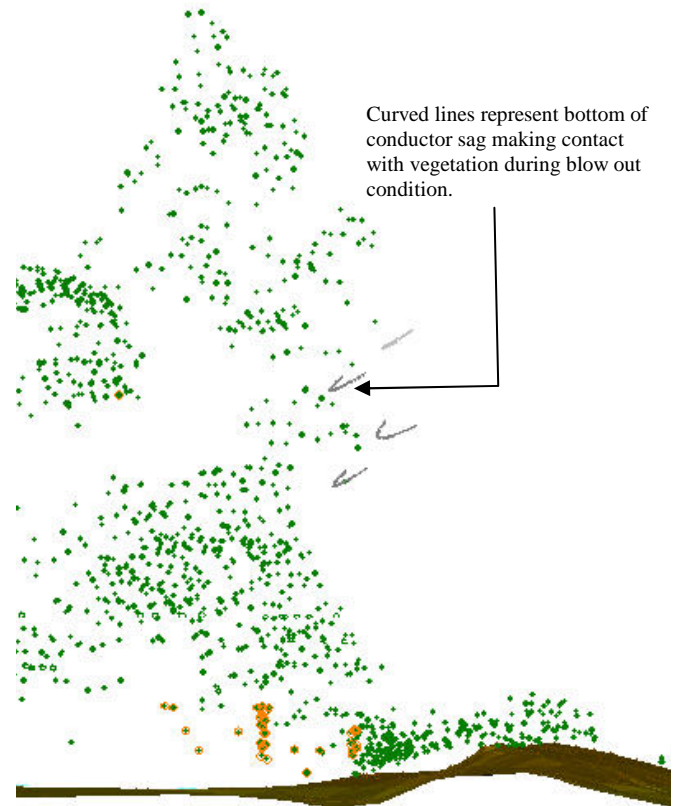 Curved lines represent bottom of
conductor sag making contact
with vegetation during blow out
condition.